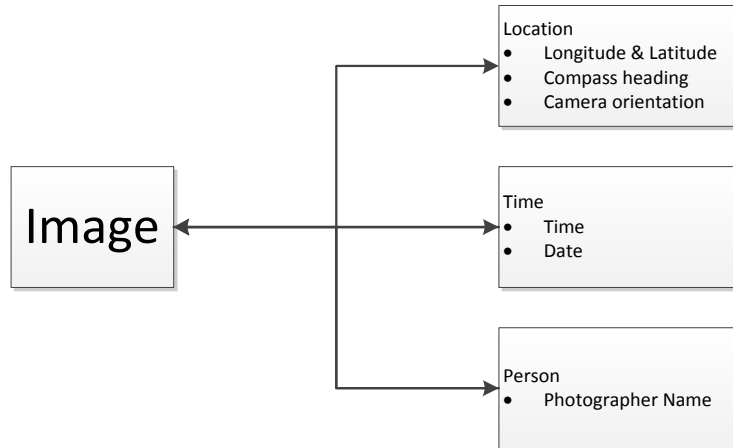 Image
Location
• Longitude & Latitude
• Compass heading
• Camera orientation
Time
• Time
• Date
Person
• Photographer Name